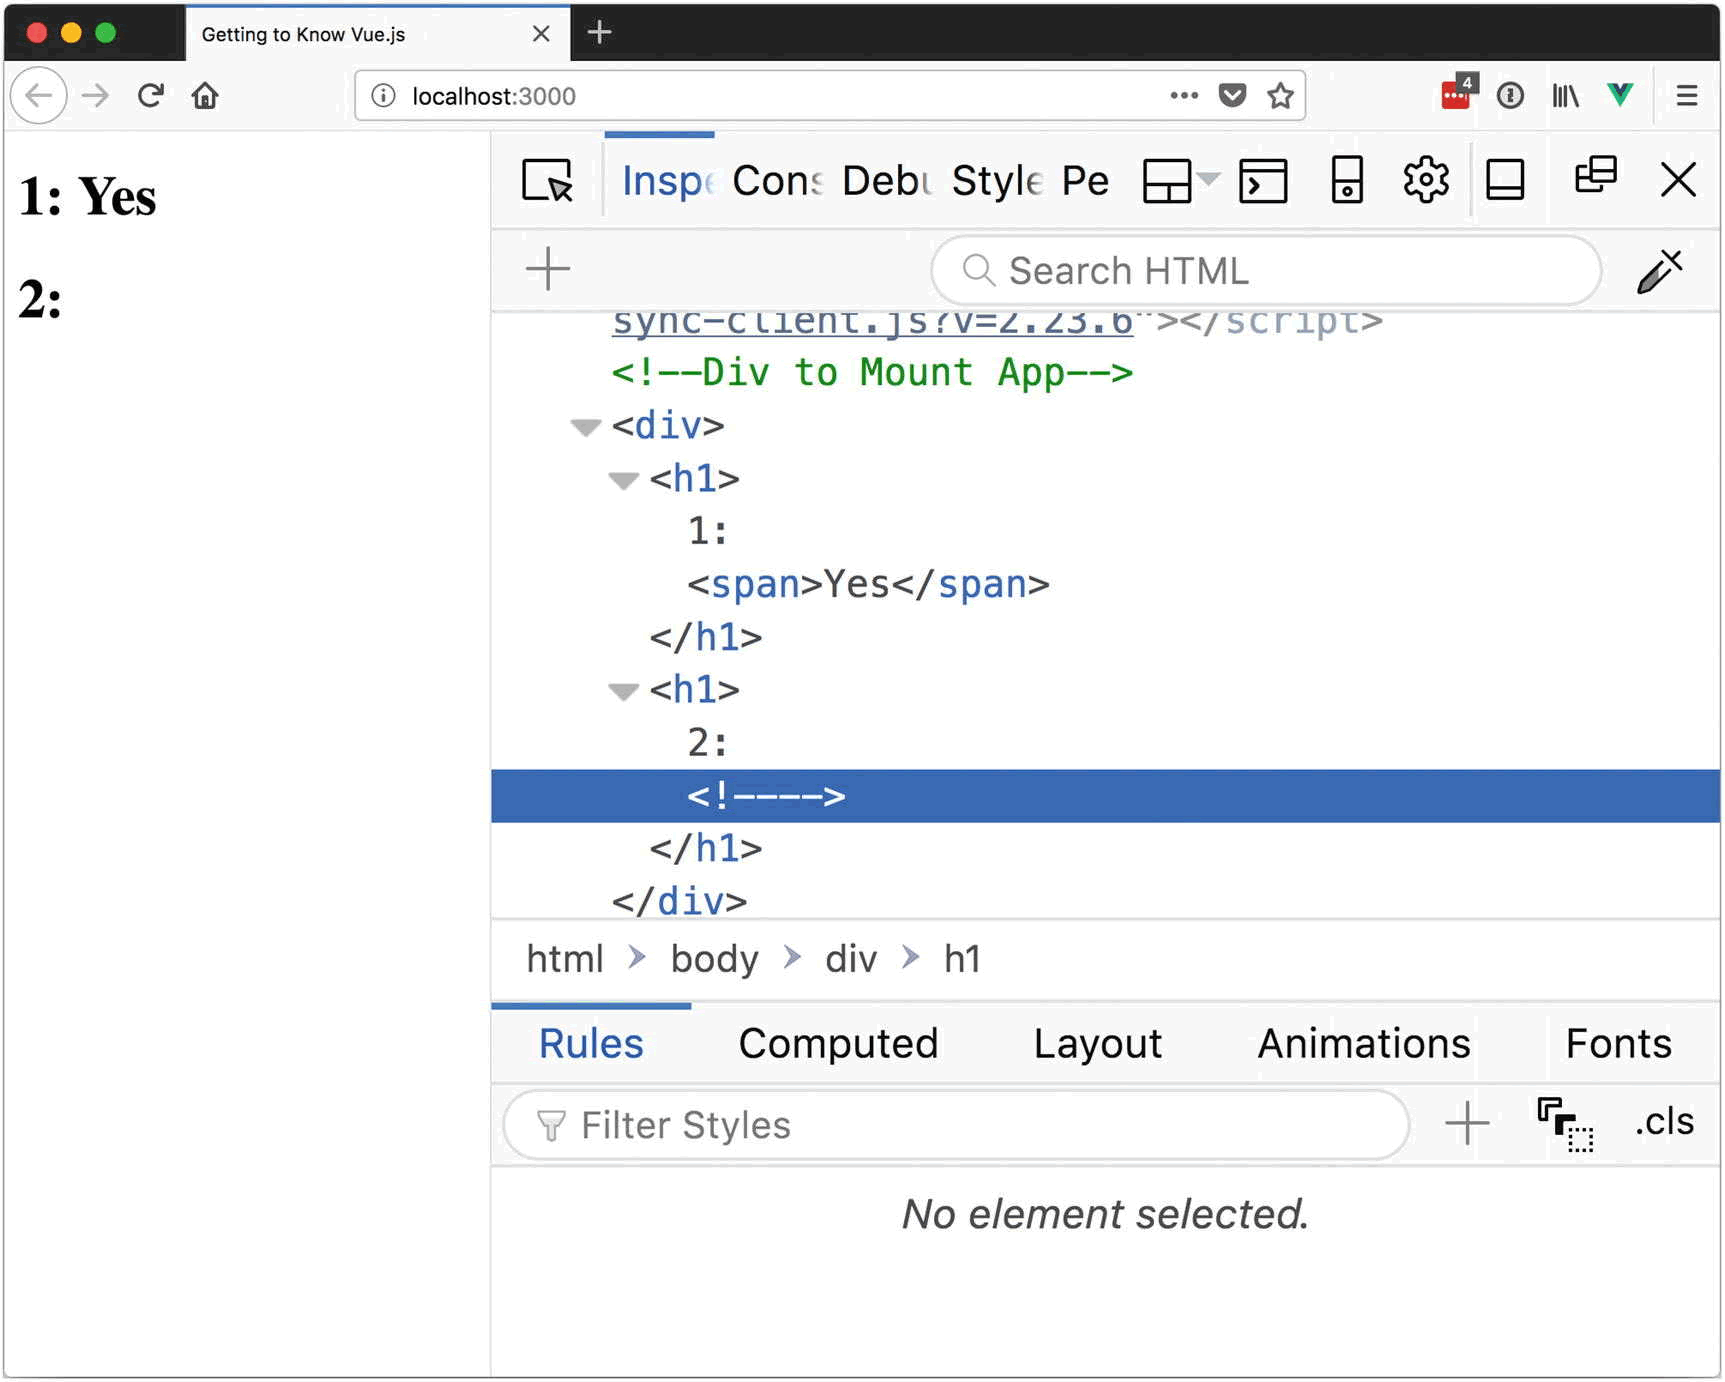 Getting to Know Vue.js
localhost:3000
4
1: Yes
2:
Insp Cons Debu Style Pe
Search HTML
sync-client.js?v=2.23.6"></script>
<!--Div to Mount App-->
<div>
<h1>
1:
<span>Yes</span>
</h1>
<h1>
2:
<!---->
</h1>
</div>
html body div h1
Rules Computed Layout Animations Fonts
Filter Styles .cls
No element selected.